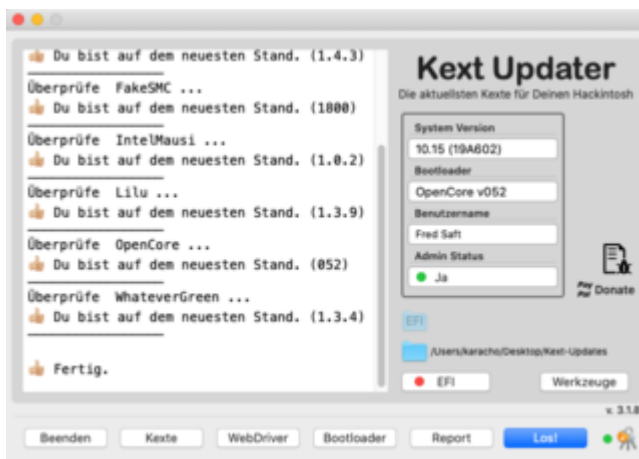 Du bist auf dem neuesten Stand. (1.4.3)
Überprüfe FakeSMC ...
Du bist auf dem neuesten Stand. (1800)
Überprüfe IntelMausi ...
Du bist auf dem neuesten Stand. (1.0.2)
Überprüfe Lilu ...
Du bist auf dem neuesten Stand. (1.3.9)
Überprüfe OpenCore ...
Du bist auf dem neuesten Stand. (052)
Überprüfe WhateverGreen ...
Du bist auf dem neuesten Stand. (1.3.4)
Fertig.
Kext Updater
Die aktuellsten Kexte für Deinen Hackintosh
System Version
10.15 (19A602)
Bootloader
OpenCore v052
Benutzername
Fred Saft
Admin Status
Ja
PayPal Donate
EFI
/Users/karacho/Desktop/Kext-Updates
EFI
Werkzeuge
v. 3.1.8
Beenden
Kexte
WebDriver
Bootloader
Report
Los!